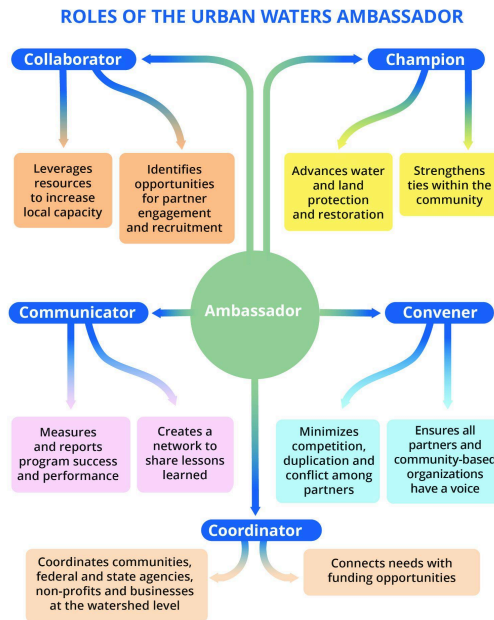 ROLES OF THE URBAN WATERS AMBASSADOR
Collaborator
Champion
Leverages
resources
to increase
local capacity
Identifies
opportunities
for partner
engagement
and recruitment
Advances water
and land
protection
and restoration
Strengthens
ties within the
community
Ambassador
Communicator
Convener
Measures
and reports
program success
and performance
Creates a
network to
share lessons
learned
Minimizes
competition,
duplication and
conflict among
partners
Ensures all
partners and
community-based
organizations
have a voice
Coordinator
Coordinates communities,
federal and state agencies,
non-profits and businesses
at the watershed level
Connects needs with
funding opportunities